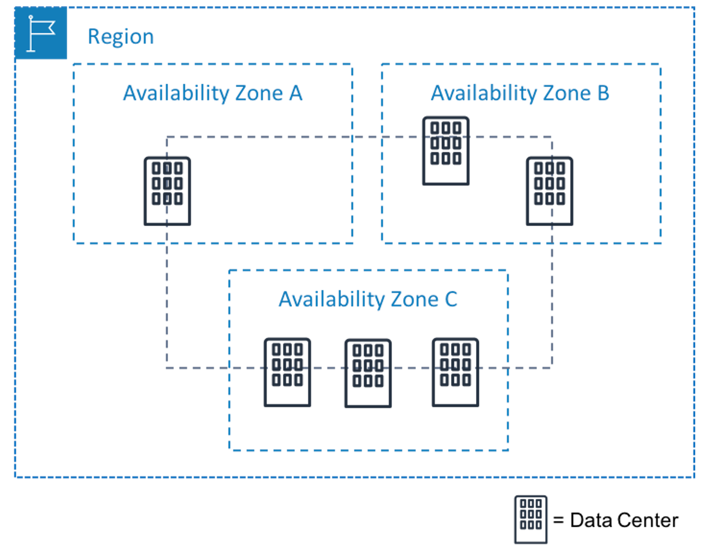 Region
Availability Zone A
Availability Zone B
Availability Zone C
= Data Center